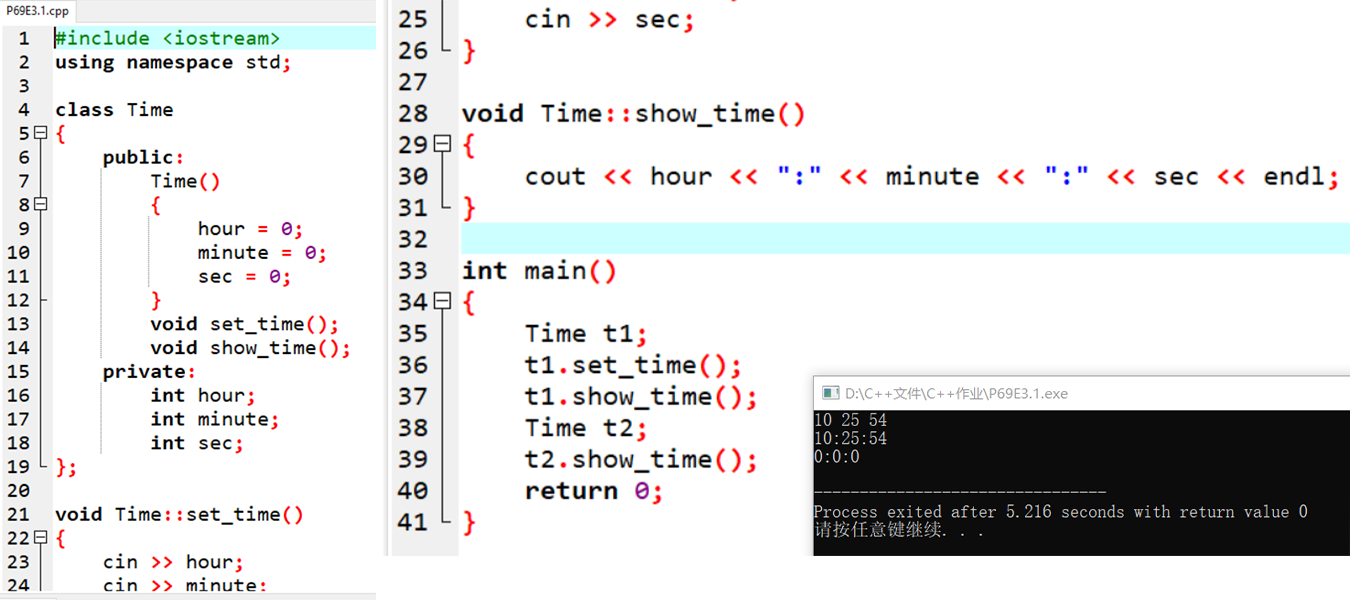 P69E3.1.cpp
1 #include <iostream>
2 using namespace std;
3
4 class Time
5 {
6 public:
7 Time()
8 {
9 hour = 0;
10 minute = 0;
11 sec = 0;
12 }
13 void set_time();
14 void show_time();
15 private:
16 int hour;
17 int minute;
18 int sec;
19 };
20
21 void Time::set_time()
22 {
23 cin >> hour;
24 cin >> minute;
25 cin >> sec;
26 }
27
28 void Time::show_time()
29 {
30 cout << hour << ":" << minute << ":" << sec << endl;
31 }
32
33 int main()
34 {
35 Time t1;
36 t1.set_time();
37 t1.show_time();
38 Time t2;
39 t2.show_time();
40 return 0;
41 }
D:\C++文件\C++作业\P69E3.1.exe
10 25 54
10:25:54
0:0:0
--------------------------------
Process exited after 5.216 seconds with return value 0
请按任意键继续. . .